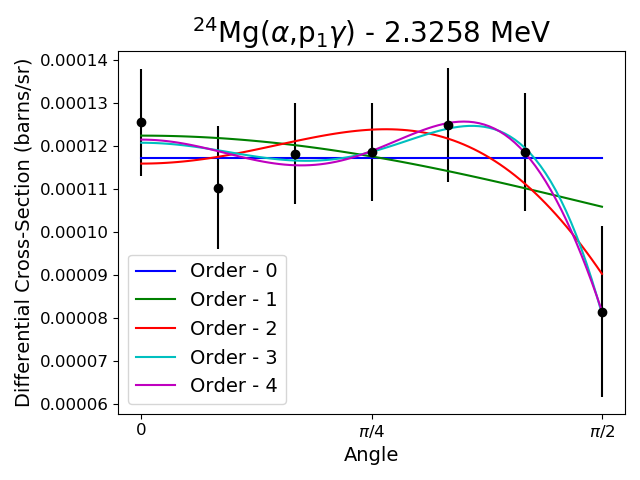 ²⁴Mg(α,p₁γ) - 2.3258 MeV
Differential Cross-Section (barns/sr)
0.00014
0.00013
0.00012
0.00011
0.00010
0.00009
0.00008
0.00007
0.00006
Order - 0
Order - 1
Order - 2
Order - 3
Order - 4
0
π/4
π/2
Angle